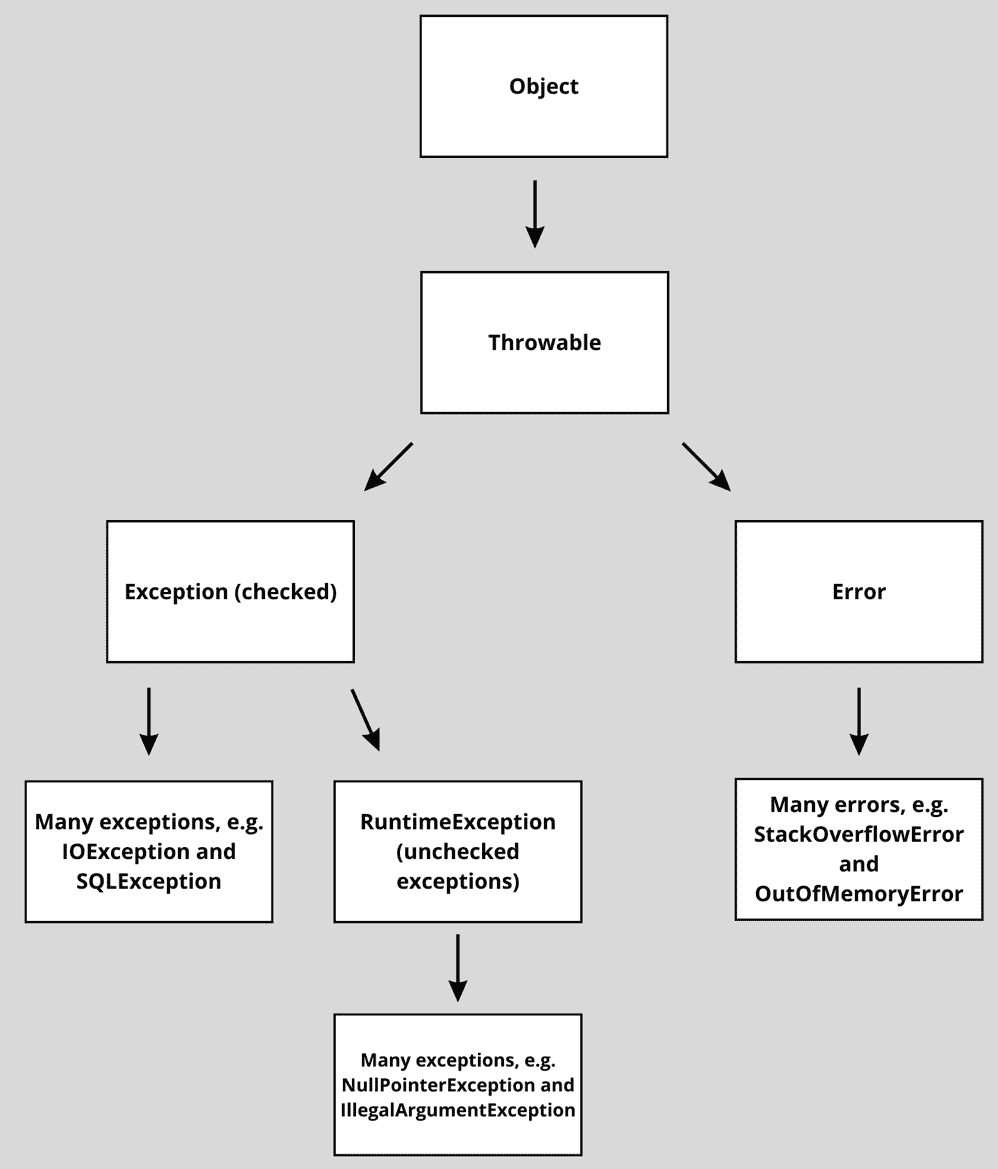 Object
Throwable
Exception (checked)
Error
Many exceptions, e.g.
IOException and
SQLException
RuntimeException
(unchecked
exceptions)
Many errors, e.g.
StackOverflowError
and
OutOfMemoryError
Many exceptions, e.g.
NullPointerException and
IllegalArgumentException